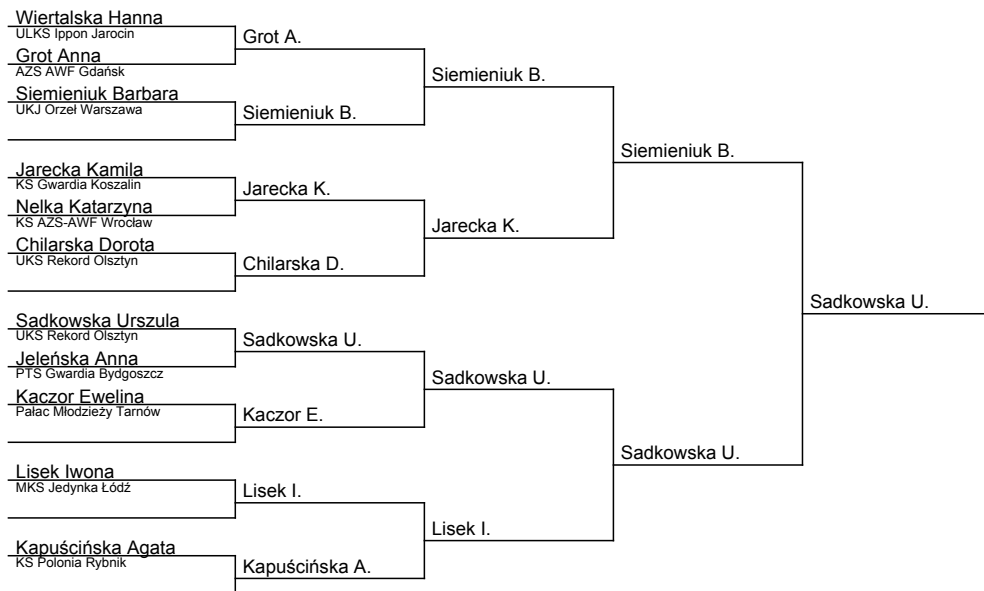 Wiertalska Hanna
ULKS Ippon Jarocin
Grot Anna
AZS AWF Gdańsk
Siemieniuk Barbara
UKJ Orzeł Warszawa
Jarecka Kamila
KS Gwardia Koszalin
Nelka Katarzyna
KS AZS-AWF Wrocław
Chilarska Dorota
UKS Rekord Olsztyn
Sadkowska Urszula
UKS Rekord Olsztyn
Jeleńska Anna
PTS Gwardia Bydgoszcz
Kaczor Ewelina
Pałac Młodzieży Tarnów
Lisek Iwona
MKS Jedynka Łódź
Kapuścińska Agata
KS Polonia Rybnik
Grot A.
Siemieniuk B.
Jarecka K.
Chilarska D.
Sadkowska U.
Kaczor E.
Lisek I.
Kapuścińska A.
Siemieniuk B.
Jarecka K.
Sadkowska U.
Lisek I.
Siemieniuk B.
Sadkowska U.
Sadkowska U.